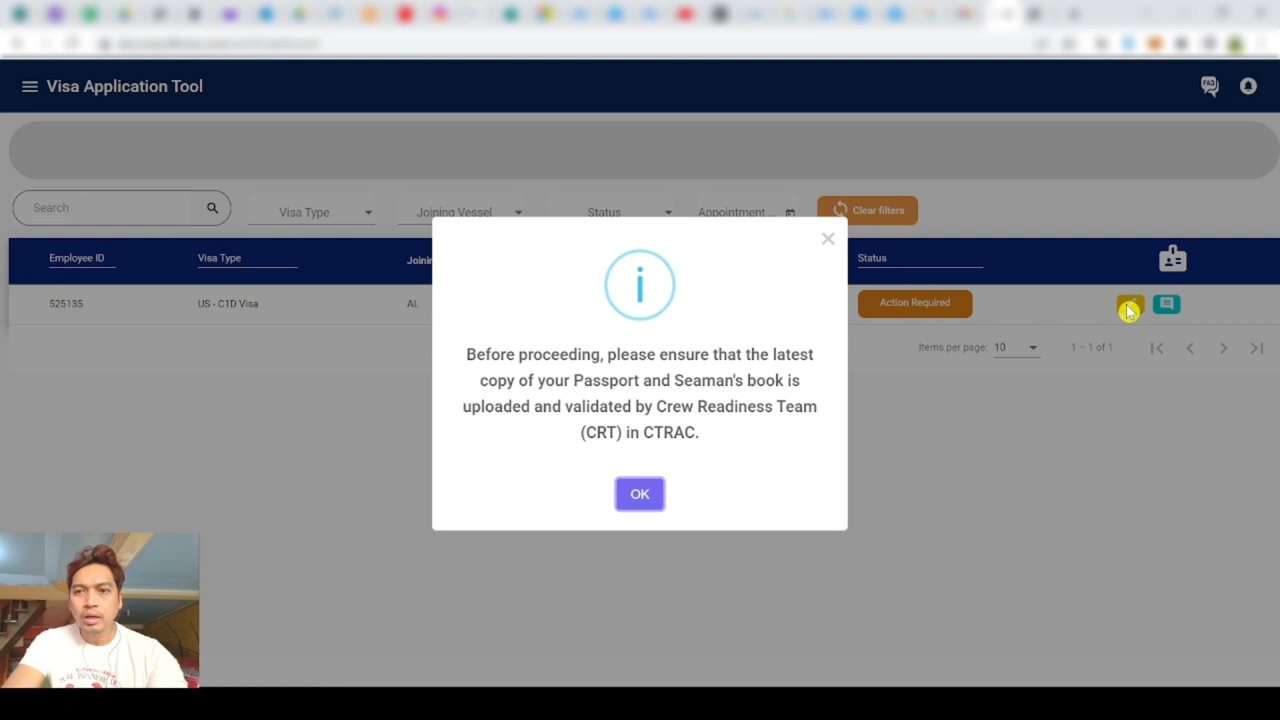 Visa Application Tool
FAQ
Search
Visa Type
Joining Vessel
Status
Appointment ...
Clear filters
Employee ID
Visa Type
Status
525135
US - C1D Visa
AL
Action Required
Items per page: 10
1 – 1 of 1
Before proceeding, please ensure that the latest
copy of your Passport and Seaman's book is
uploaded and validated by Crew Readiness Team
(CRT) in CTRAC.
OK